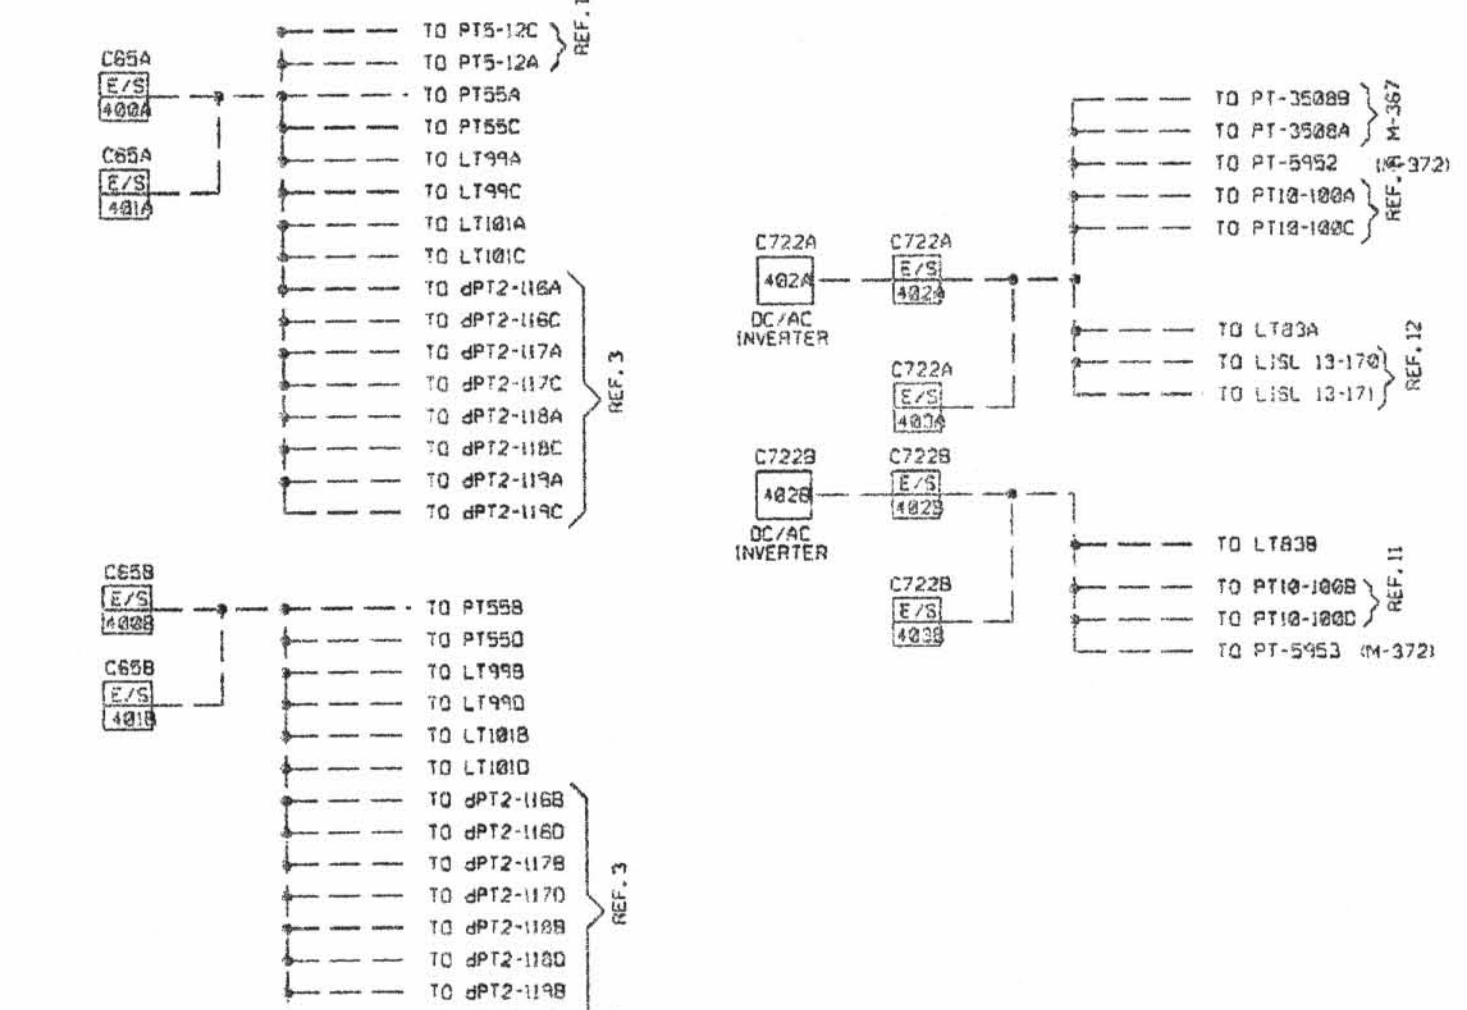 TO PT5-12C
TO PT5-12A
C65A
E/S
400A
TO PT55A
TO PT55C
C65A
E/S
401A
TO LT99A
TO LT99C
TO LT101A
TO LT101C
TO dPT2-116A
TO dPT2-116C
TO dPT2-117A
TO dPT2-117C
TO dPT2-118A
TO dPT2-118C
TO dPT2-119A
TO dPT2-119C
REF. 3
C65B
E/S
400B
TO PT55B
TO PT55D
C65B
E/S
401B
TO LT99B
TO LT99D
TO LT101B
TO LT101D
TO dPT2-116B
TO dPT2-116D
TO dPT2-117B
TO dPT2-117D
TO dPT2-118B
TO dPT2-118D
TO dPT2-119B
REF. 3
TO PT-3508B
TO PT-3508A
M-367
TO PT-5952 (M-372)
TO PT10-100A
TO PT10-100C
C722A
402A
DC/AC
INVERTER
C722A
E/S
402A
C722A
E/S
403A
TO LT83A
TO LISL 13-170
TO LISL 13-171
REF. 12
C722B
402B
DC/AC
INVERTER
C722B
E/S
402B
C722B
E/S
403B
TO LT83B
TO PT10-100B
TO PT10-100D
REF. 11
TO PT-5953 (M-372)